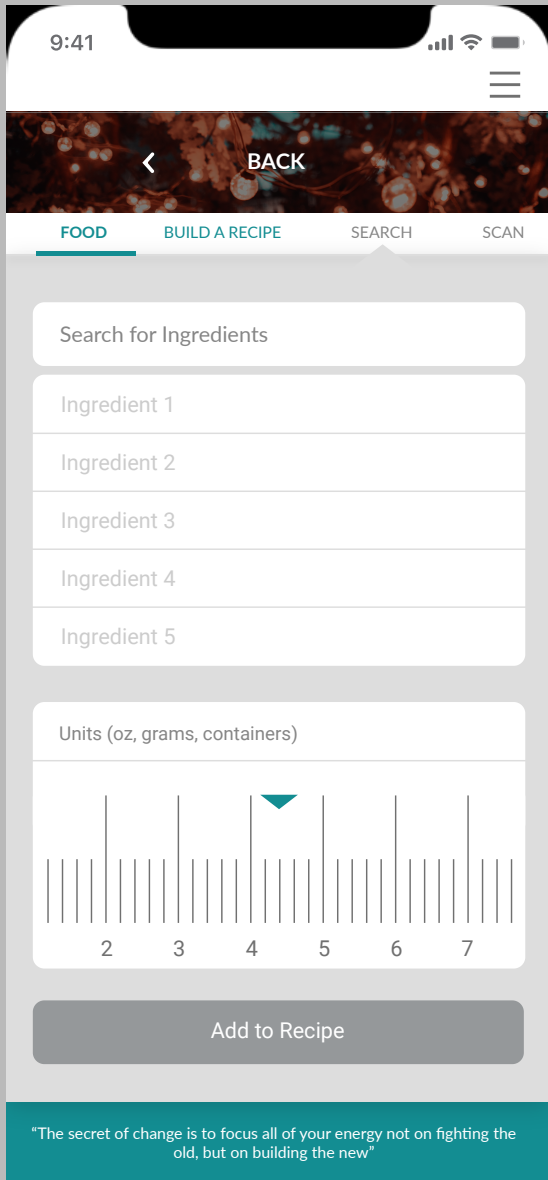 9:41
BACK
FOOD BUILD A RECIPE SEARCH SCAN
Search for Ingredients
Ingredient 1
Ingredient 2
Ingredient 3
Ingredient 4
Ingredient 5
Units (oz, grams, containers)
2 3 4 5 6 7
Add to Recipe
“The secret of change is to focus all of your energy not on fighting the
old, but on building the new”